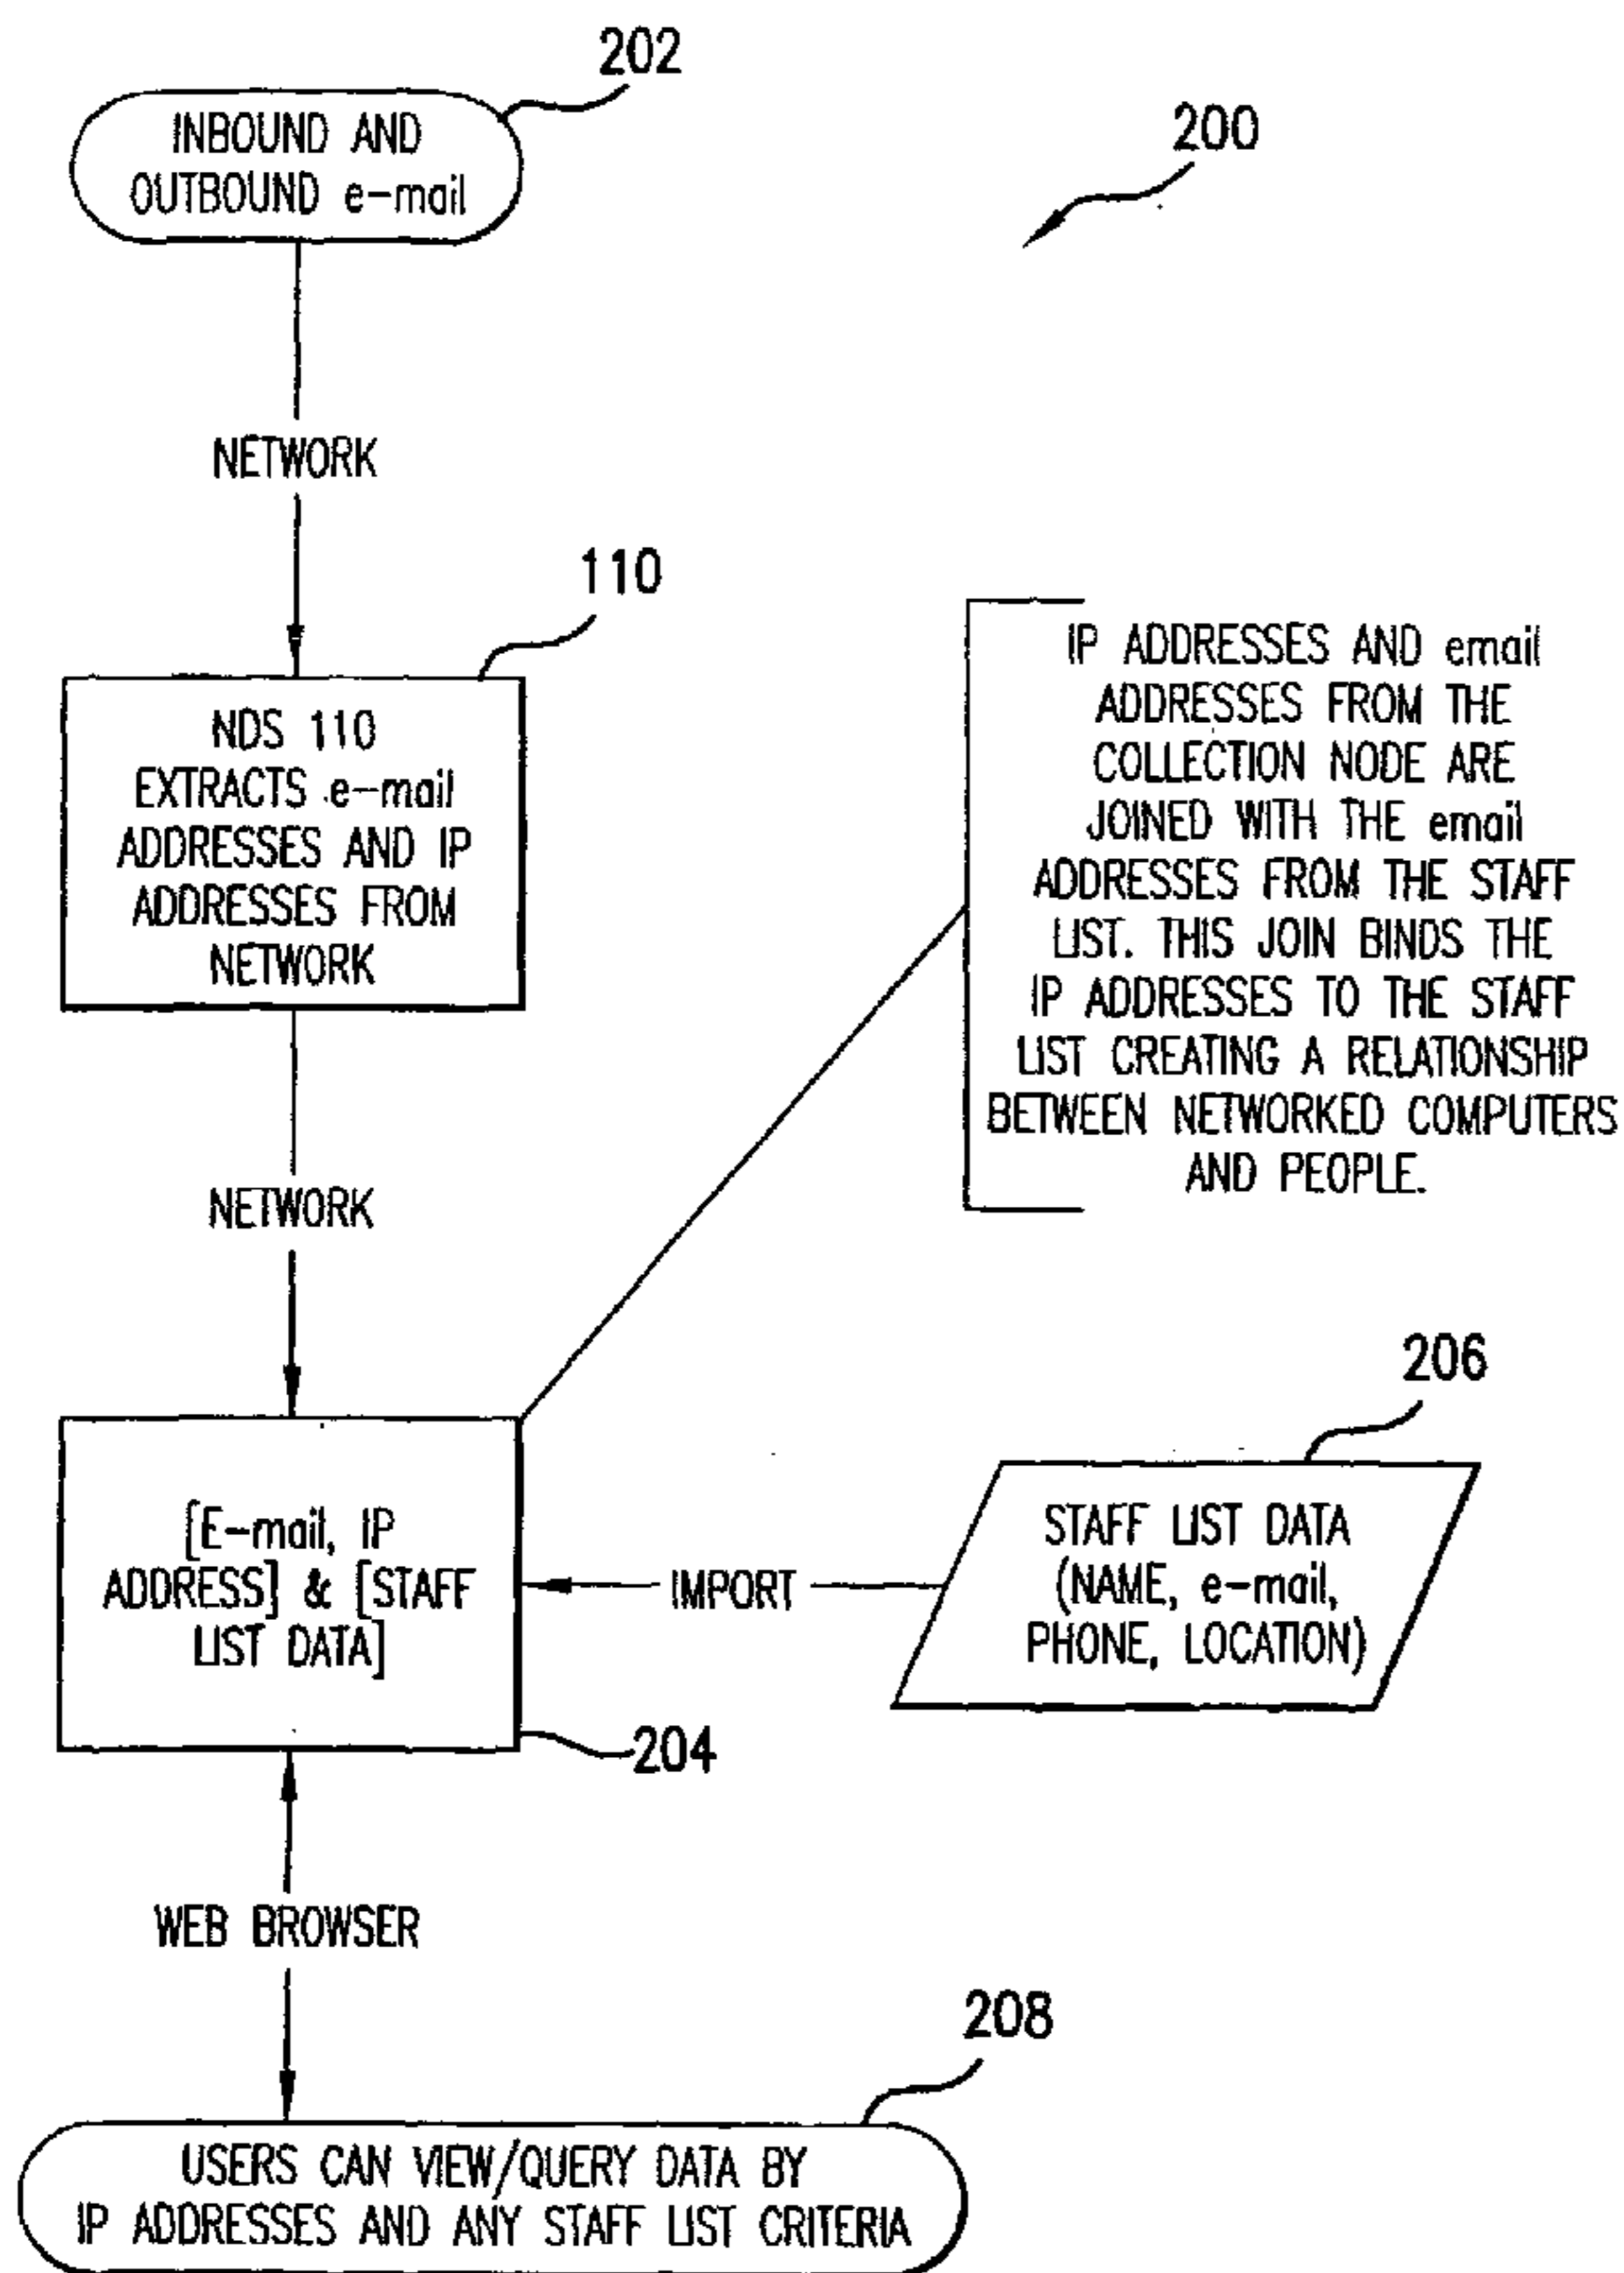 202
INBOUND AND
OUTBOUND e-mail
200
NETWORK
110
NDS 110
EXTRACTS e-mail
ADDRESSES AND IP
ADDRESSES FROM
NETWORK
IP ADDRESSES AND email
ADDRESSES FROM THE
COLLECTION NODE ARE
JOINED WITH THE email
ADDRESSES FROM THE STAFF
LIST. THIS JOIN BINDS THE
IP ADDRESSES TO THE STAFF
LIST CREATING A RELATIONSHIP
BETWEEN NETWORKED COMPUTERS
AND PEOPLE.
NETWORK
206
[E-mail, IP
ADDRESS] & [STAFF
LIST DATA]
IMPORT
STAFF LIST DATA
(NAME, e-mail,
PHONE, LOCATION)
204
WEB BROWSER
208
USERS CAN VIEW/QUERY DATA BY
IP ADDRESSES AND ANY STAFF LIST CRITERIA